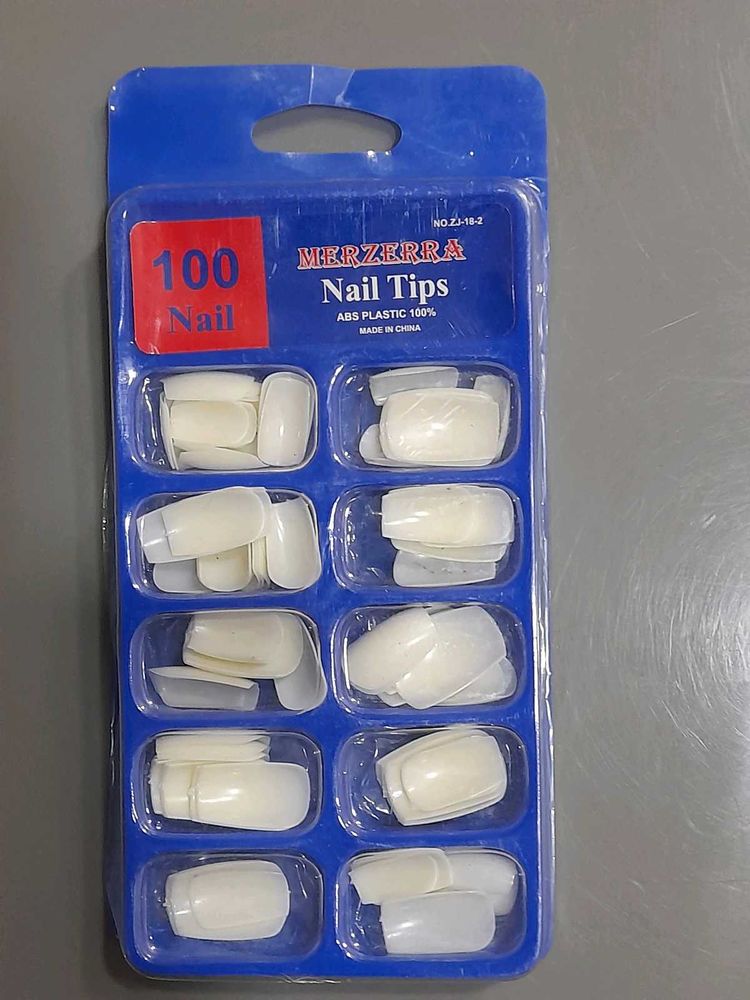 NO.ZJ-18-2
100
Nail
MERZERRA
Nail Tips
ABS PLASTIC 100%
MADE IN CHINA